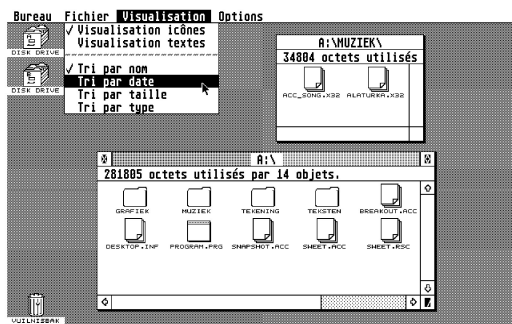 Bureau Fichier Visualisation Options
✓ Visualisation icônes
Visualisation textes
✓ Tri par nom
Tri par date
Tri par taille
Tri par type
DISK DRIVE
DISK DRIVE
A:\MUZIEK\
34804 octets utilisés
ACC_SONG.X32 ALATURKA.X32
A:\
281805 octets utilisés par 14 objets.
GRAFIEK MUZIEK TEKENING TEKSTEN BREAKOUT.ACC
DESKTOP.INF PROGRAM.PRG SNAPSHOT.ACC SWEET.ACC SWEET.RSC
VUILNISBAK